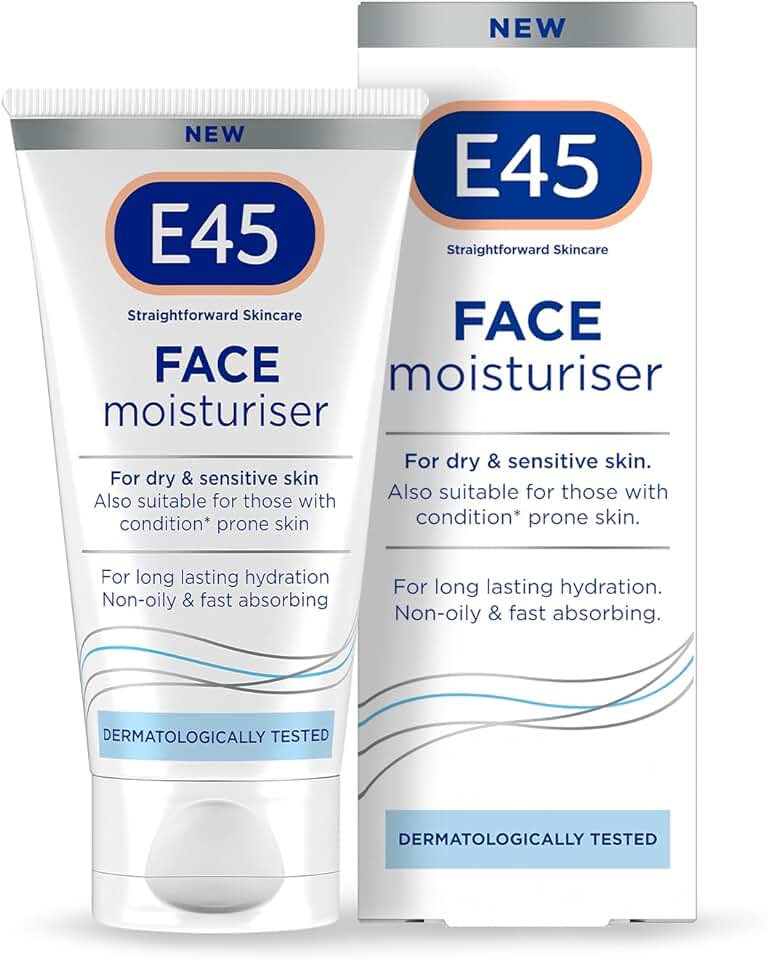 NEW
E45
Straightforward Skincare
FACE
moisturiser
For dry & sensitive skin
Also suitable for those with
condition* prone skin
For long lasting hydration
Non-oily & fast absorbing
DERMATOLOGICALLY TESTED
NEW
E45
Straightforward Skincare
FACE
moisturiser
For dry & sensitive skin.
Also suitable for those with
condition* prone skin.
For long lasting hydration.
Non-oily & fast absorbing.
DERMATOLOGICALLY TESTED